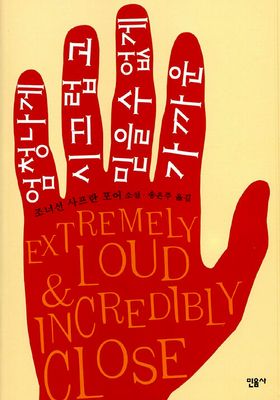 엄청나게
시끄럽고
믿을 수 없게
가까운
조너선 사프란 포어 소설 · 송은주 옮김
EXTREMELY
LOUD
&
INCREDIBLY
CLOSE
민음사